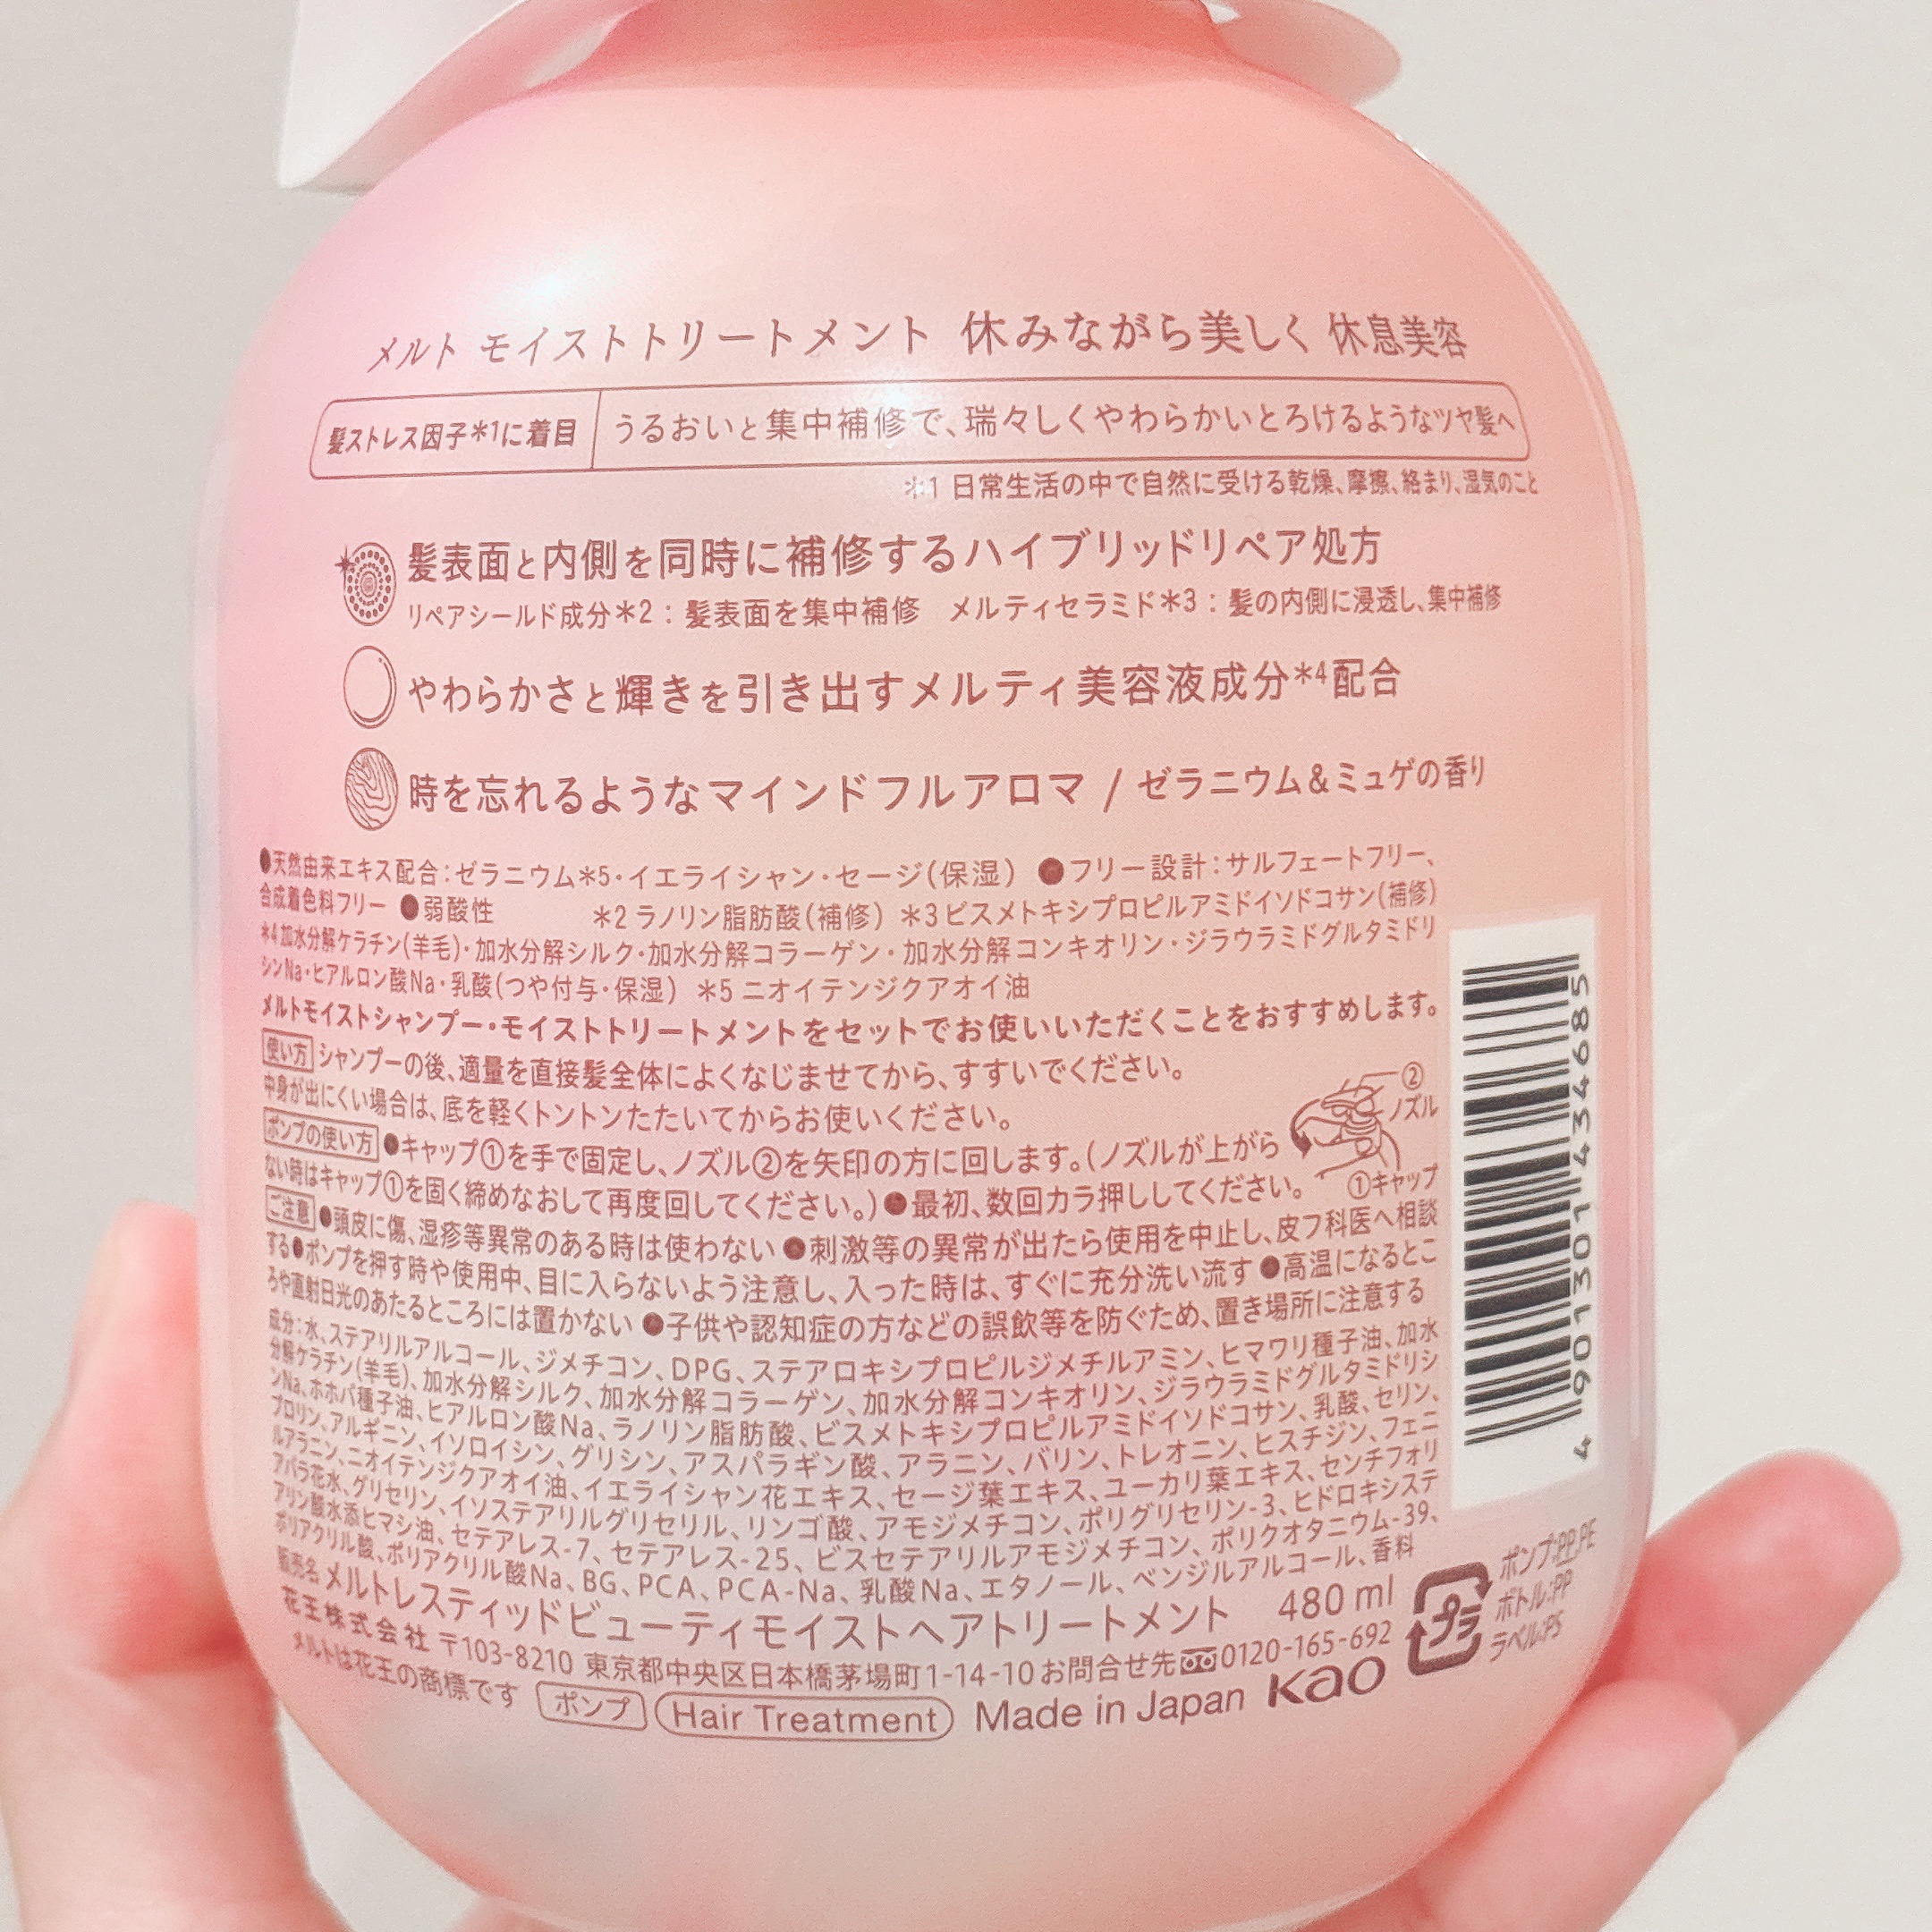 メルト モイストトリートメント 休みながら美しく 休息美容
髪ストレス因子*1に着目 うるおいと集中補修で、瑞々しくやわらかいとろけるようなツヤ髪へ
*1 日常生活の中で自然に受ける乾燥、摩擦、絡まり、湿気のこと
髪表面と内側を同時に補修するハイブリッドリペア処方
リペアシールド成分*2：髪表面を集中補修 メルティセラミド*3：髪の内側に浸透し、集中補修
やわらかさと輝きを引き出すメルティ美容液成分*4配合
時を忘れるようなマインドフルアロマ / ゼラニウム＆ミュゲの香り
●天然由来エキス配合：ゼラニウム*5・イエライシャン・セージ(保湿) ●フリー設計：サルフェートフリー、
合成着色料フリー ●弱酸性 *2 ラノリン脂肪酸(補修) *3 ビスメトキシプロピルアミドイソドコサン(補修)
*4 加水分解ケラチン(羊毛)・加水分解シルク・加水分解コラーゲン・加水分解コンキオリン・ジラウラミドグルタミドリ
シンNa・ヒアルロン酸Na・乳酸(つや付与・保湿) *5 ニオイテンジクアオイ油
メルトモイストシャンプー・モイストトリートメントをセットでお使いいただくことをおすすめします。
使い方 シャンプーの後、適量を直接髪全体によくなじませてから、すすいでください。
中身が出にくい場合は、底を軽くトントンたたいてからお使いください。
ポンプの使い方 ●キャップ①を手で固定し、ノズル②を矢印の方に回します。(ノズルが上がら
ない時はキャップ①を固く締めなおして再度回してください。) ●最初、数回カラ押ししてください。
②
ノズル
①キャップ
ご注意 ●頭皮に傷、湿疹等異常のある時は使わない ●刺激等の異常が出たら使用を中止し、皮フ科医へ相談
する ●ポンプを押す時や使用中、目に入らないよう注意し、入った時は、すぐに充分洗い流す ●高温になるとこ
ろや直射日光のあたるところには置かない ●子供や認知症の方などの誤飲等を防ぐため、置き場所に注意する
成分：水、ステアリルアルコール、ジメチコン、DPG、ステアロキシプロピルジメチルアミン、ヒマワリ種子油、加水
分解ケラチン(羊毛)、加水分解シルク、加水分解コラーゲン、加水分解コンキオリン、ジラウラミドグルタミドリシ
ンNa、ホホバ種子油、ヒアルロン酸Na、ラノリン脂肪酸、ビスメトキシプロピルアミドイソドコサン、乳酸、セリン、
プロリン、アルギニン、イソロイシン、グリシン、アスパラギン酸、アラニン、バリン、トレオニン、ヒスチジン、フェニ
ルアラニン、ニオイテンジクアオイ油、イエライシャン花エキス、セージ葉エキス、ユーカリ葉エキス、センチフォリ
アバラ花水、グリセリン、イソステアリルグリセリル、リンゴ酸、アモジメチコン、ポリグリセリン-3、ヒドロキシステ
アリン酸水添ヒマシ油、セテアレス-7、セテアレス-25、ビスセテアリルアモジメチコン、ポリクオタニウム-39、
ポリアクリル酸、ポリアクリル酸Na、BG、PCA、PCA-Na、乳酸Na、エタノール、ベンジルアルコール、香料
販売名 メルトレスティッドビューティモイストヘアトリートメント 480 ml
花王株式会社 〒103-8210 東京都中央区日本橋茅場町1-14-10 お問合せ先 0120-165-692
メルトは花王の商標です ポンプ Hair Treatment Made in Japan Kao
プラ
ポンプ:PP,PE
ボトル:PP
ラベル:PS
4 901301 434685